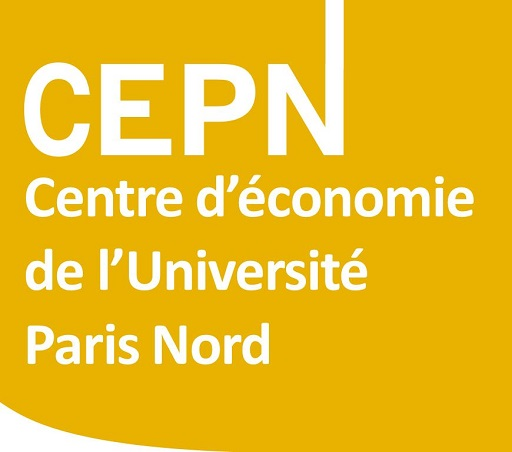 CEPN
Centre d’économie
de l’Université
Paris Nord